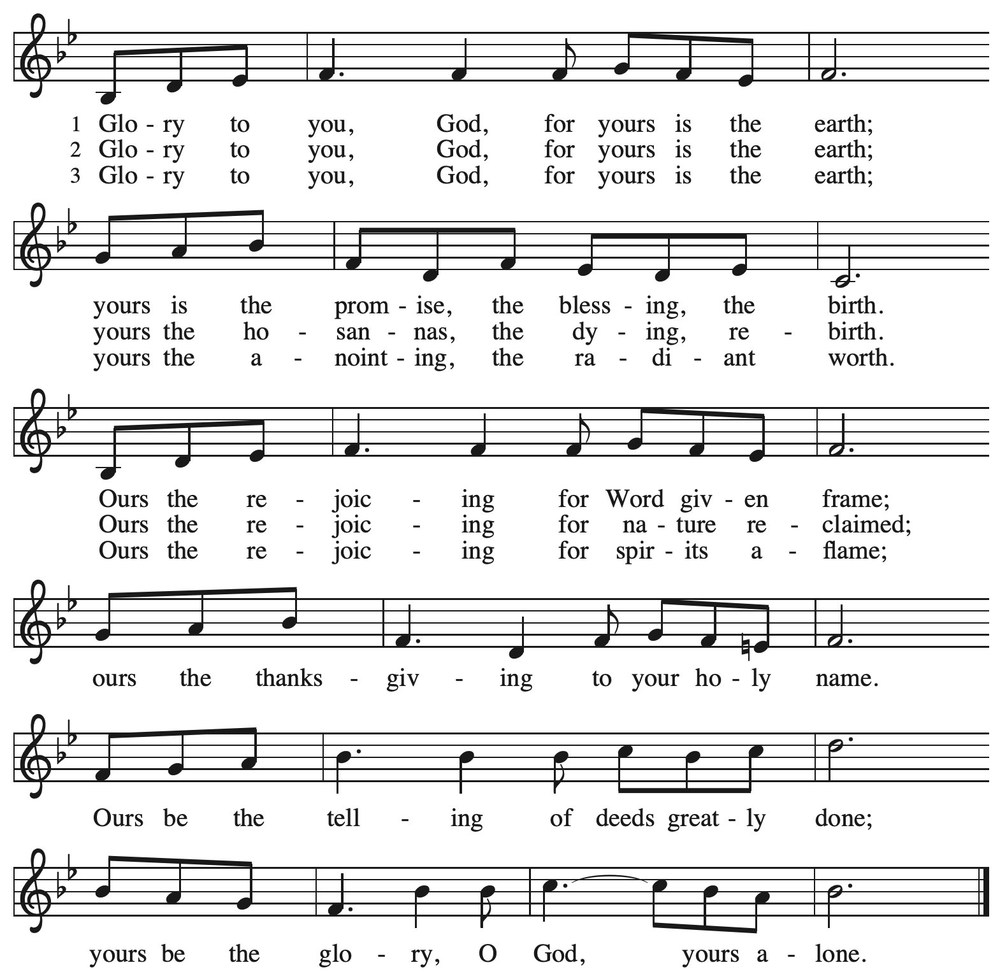 1 Glo - ry to you, God, for yours is the earth;
2 Glo - ry to you, God, for yours is the earth;
3 Glo - ry to you, God, for yours is the earth;
yours is the prom - ise, the bless - ing, the birth.
yours the ho - san - nas, the dy - ing, re - birth.
yours the a - noint - ing, the ra - di - ant worth.
Ours the re - joic - ing for Word giv - en frame;
Ours the re - joic - ing for na - ture re - claimed;
Ours the re - joic - ing for spir - its a - flame;
ours the thanks - giv - ing to your ho - ly name.
Ours be the tell - ing of deeds great - ly done;
yours be the glo - ry, O God, yours a - lone.